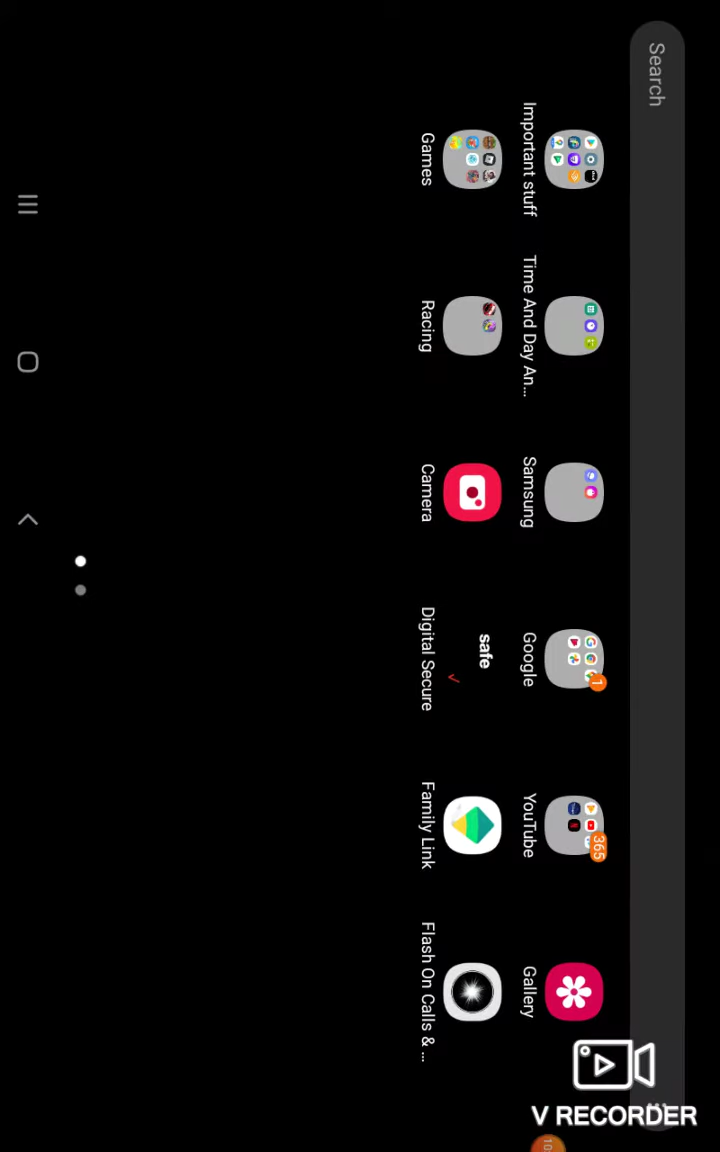 Search
Important stuff
Time And Day An...
Samsung
Google
1
YouTube
365
Gallery
Games
Racing
Camera
safe
Digital Secure
Family Link
Flash On Calls & ...
V RECORDER